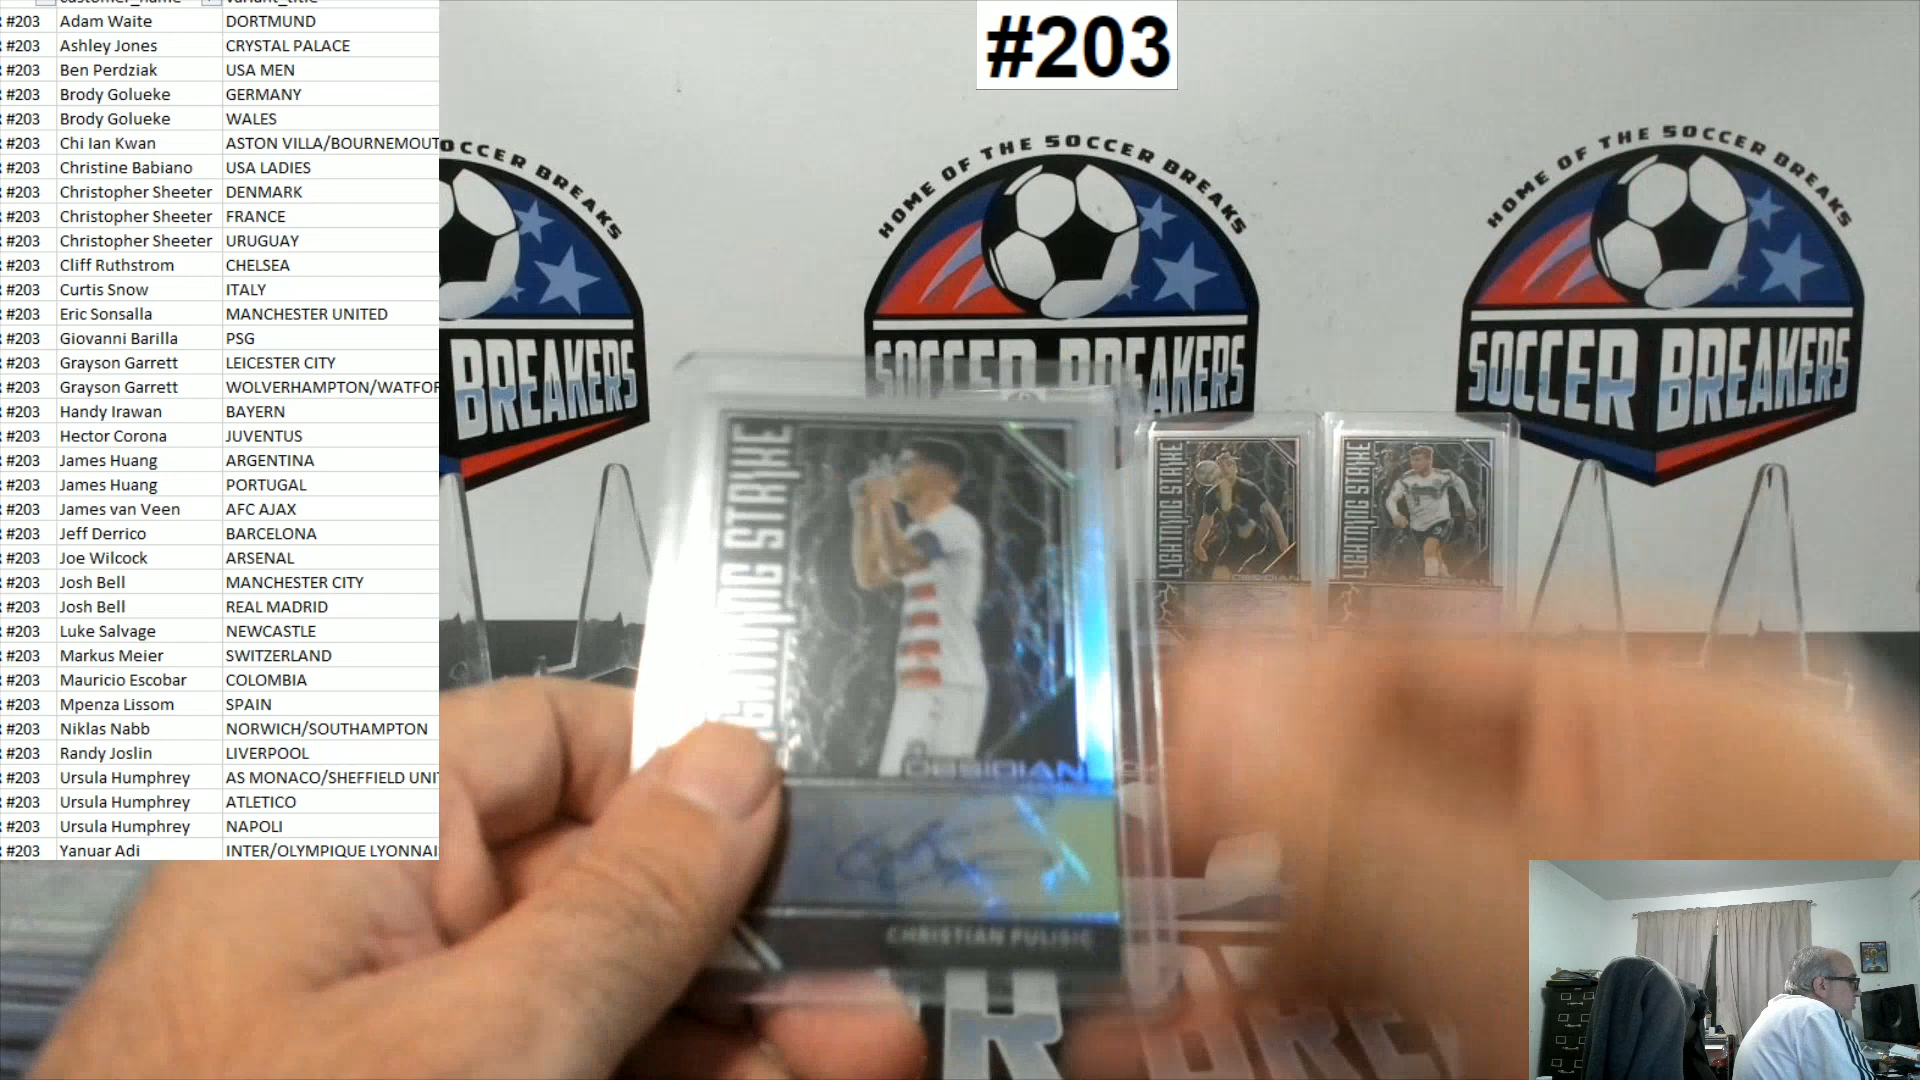 customer_name variant_title
#203 Adam Waite DORTMUND
#203 Ashley Jones CRYSTAL PALACE
#203 Ben Perdziak USA MEN
#203 Brody Golueke GERMANY
#203 Brody Golueke WALES
#203 Chi Ian Kwan ASTON VILLA/BOURNEMOUT
#203 Christine Babiano USA LADIES
#203 Christopher Sheeter DENMARK
#203 Christopher Sheeter FRANCE
#203 Christopher Sheeter URUGUAY
#203 Cliff Ruthstrom CHELSEA
#203 Curtis Snow ITALY
#203 Eric Sonsalla MANCHESTER UNITED
#203 Giovanni Barilla PSG
#203 Grayson Garrett LEICESTER CITY
#203 Grayson Garrett WOLVERHAMPTON/WATFOR
#203 Handy Irawan BAYERN
#203 Hector Corona JUVENTUS
#203 James Huang ARGENTINA
#203 James Huang PORTUGAL
#203 James van Veen AFC AJAX
#203 Jeff Derrico BARCELONA
#203 Joe Wilcock ARSENAL
#203 Josh Bell MANCHESTER CITY
#203 Josh Bell REAL MADRID
#203 Luke Salvage NEWCASTLE
#203 Markus Meier SWITZERLAND
#203 Mauricio Escobar COLOMBIA
#203 Mpenza Lissom SPAIN
#203 Niklas Nabb NORWICH/SOUTHAMPTON
#203 Randy Joslin LIVERPOOL
#203 Ursula Humphrey AS MONACO/SHEFFIELD UNI
#203 Ursula Humphrey ATLETICO
#203 Ursula Humphrey NAPOLI
#203 Yanuar Adi INTER/OLYMPIQUE LYONNAI
#203
OCCER BREAKS
BREAKERS
HOME OF THE SOCCER BREAKS
SOCCER BREAKERS
HOME OF THE SOCCER BREAKS
SOCCER BREAKERS
LIGHTNING STRIKE
OBSIDIAN
CHRISTIAN PULISIC
LIGHTNING STRIKE
OBSIDIAN
LIGHTNING STRIKE
OBSIDIAN